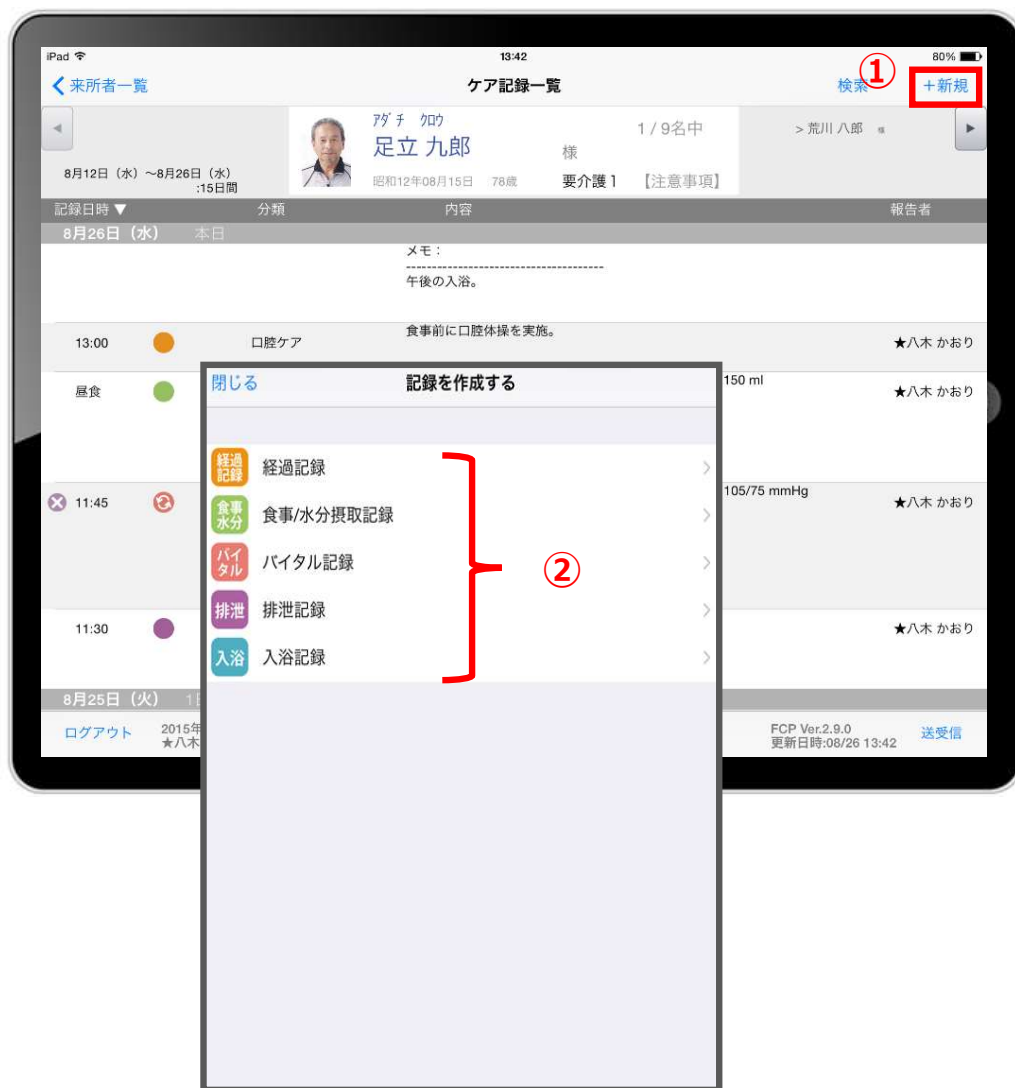 iPad 13:42 80%
来所者一覧 ケア記録一覧 検索 ① +新規
アダチ クロウ
足立 九郎 様 1 / 9名中 > 荒川 八郎 様
8月12日（水）～8月26日（水）
:15日間
昭和12年08月15日 78歳 要介護1 【注意事項】
記録日時▼ 分類 内容 報告者
8月26日（水） 本日
メモ：
--------------------------------------
午後の入浴。
13:00 口腔ケア 食事前に口腔体操を実施。 ★八木 かおり
昼食 150 ml ★八木 かおり
11:45 105/75 mmHg ★八木 かおり
11:30 ★八木 かおり
8月25日（火）
ログアウト 2015年
★八木
FCP Ver.2.9.0
更新日時:08/26 13:42 送受信
閉じる 記録を作成する
経過
記録 経過記録
食事
水分 食事/水分摂取記録
バイ
タル バイタル記録
排泄 排泄記録
入浴 入浴記録
②